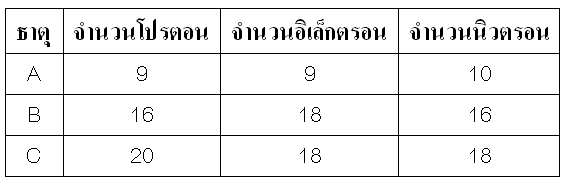 ธาตุ จำนวนโปรตอน จำนวนอิเล็กตรอน จำนวนนิวตรอน
A 9 9 10
B 16 18 16
C 20 18 18